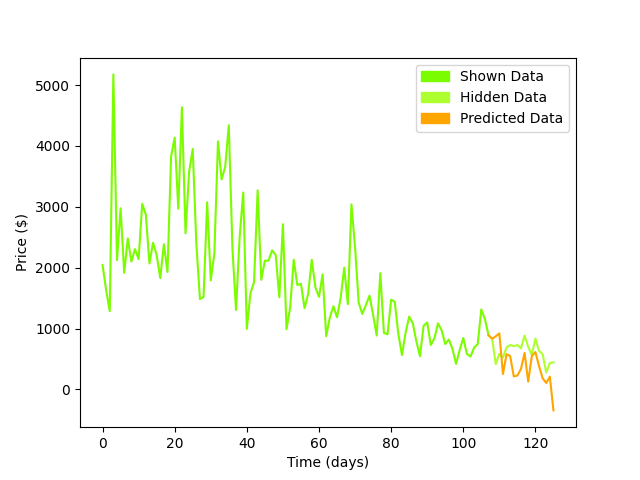 Shown Data
Hidden Data
Predicted Data
Price ($)
5000
4000
3000
2000
1000
0
0 20 40 60 80 100 120
Time (days)